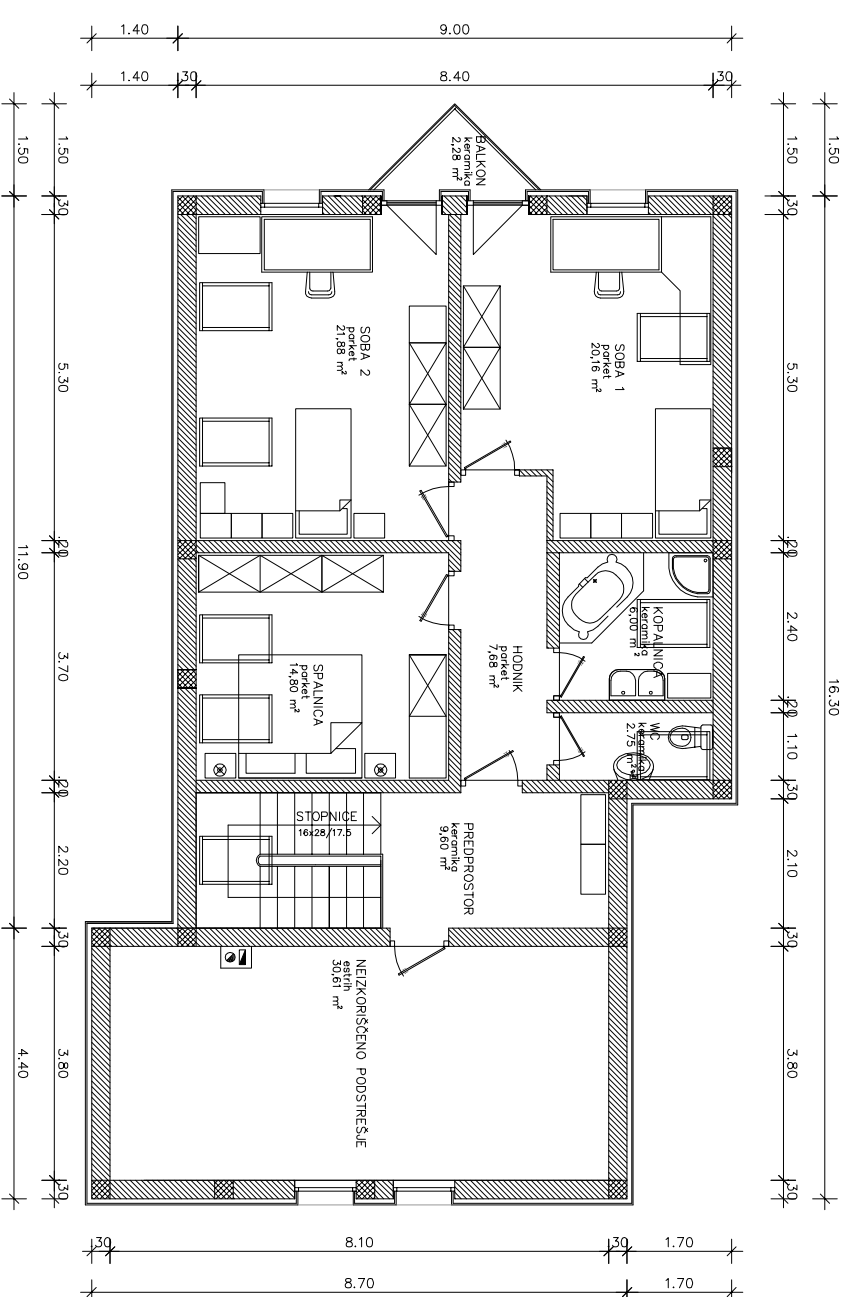 1.40
9.00
1.40
.30
8.40
.30
1.50
1.50
1.50
1.50
.30
.30
BALKON
keramika
2,28 m²
5.30
5.30
SOBA 2
parket
21,88 m²
SOBA 1
parket
20,16 m²
11.90
16.30
.20
.20
3.70
2.40
SPALNICA
parket
14,80 m²
HODNIK
parket
7,68 m²
KOPALNICA
keramika
6,00 m²
.20
1.10
WC
keramika
2.75 m²
.20
.30
2.20
2.10
STOPNICE
16x28/17.5
PREDPROSTOR
keramika
9,60 m²
.30
.30
NEIZKORIŠČENO PODSTREŠJE
estrih
30,61 m²
4.40
3.80
3.80
.30
.30
.30
8.10
.30
1.70
8.70
1.70